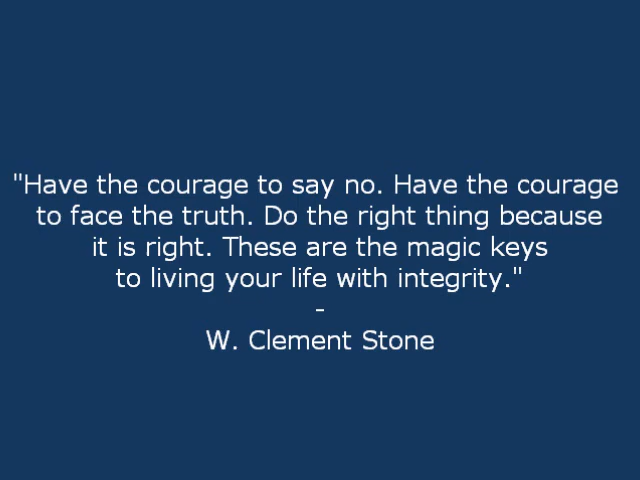 "Have the courage to say no. Have the courage
to face the truth. Do the right thing because
it is right. These are the magic keys
to living your life with integrity."
-
W. Clement Stone